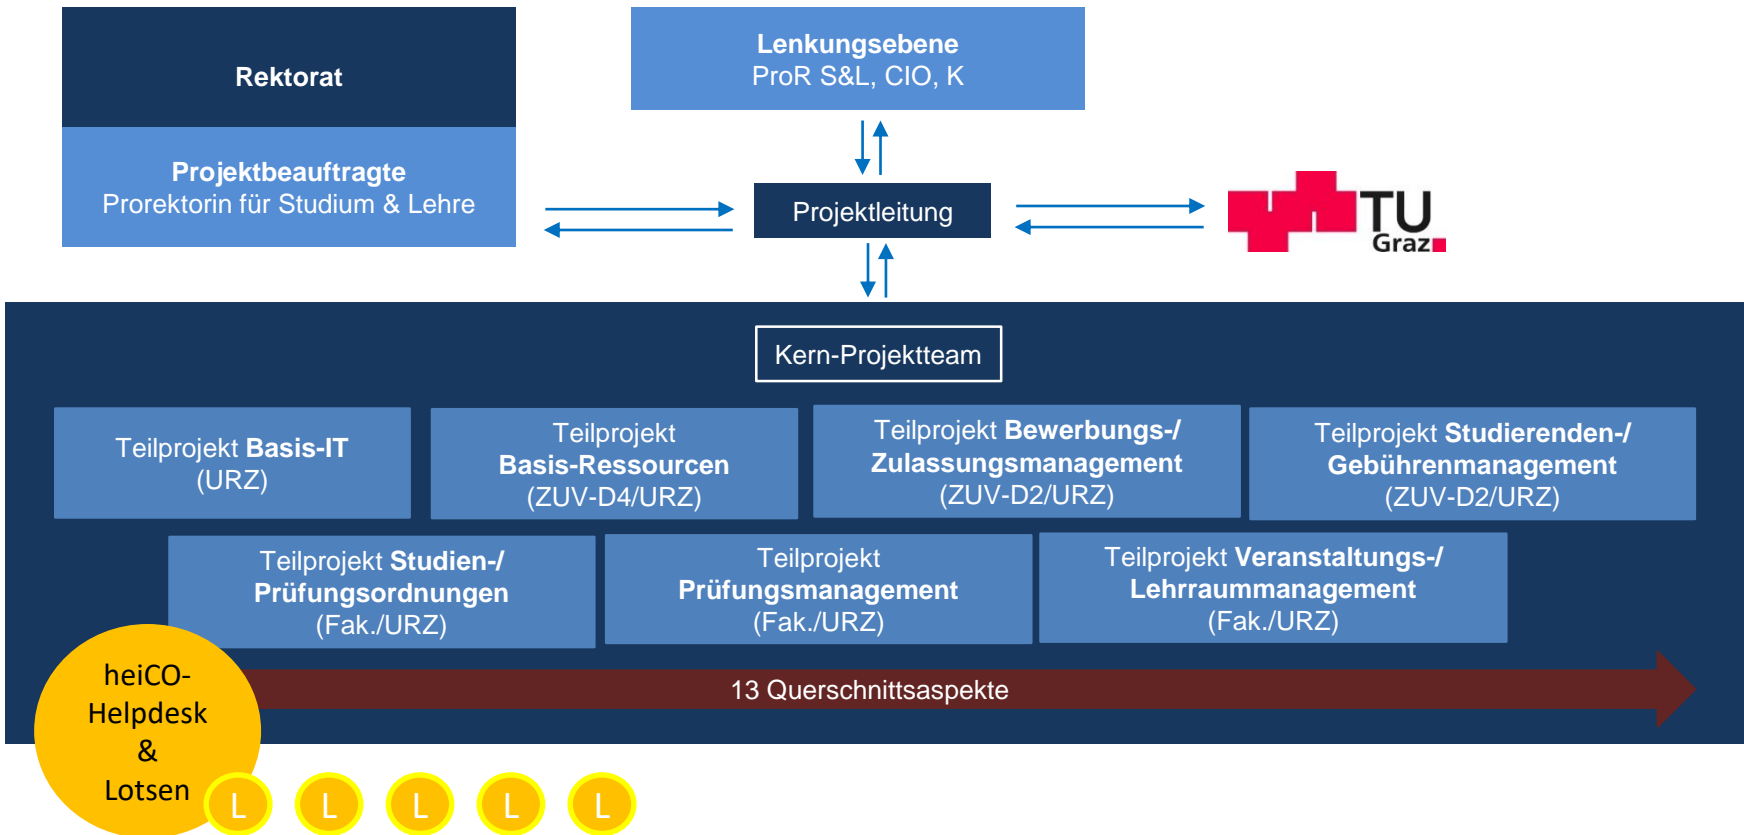 Rektorat
Projektbeauftragte
Prorektorin für Studium & Lehre
Lenkungsebene
ProR S&L, CIO, K
Projektleitung
TU
Graz
Kern-Projektteam
Teilprojekt Basis-IT
(URZ)
Teilprojekt
Basis-Ressourcen
(ZUV-D4/URZ)
Teilprojekt Bewerbungs-/
Zulassungsmanagement
(ZUV-D2/URZ)
Teilprojekt Studierenden-/
Gebührenmanagement
(ZUV-D2/URZ)
Teilprojekt Studien-/
Prüfungsordnungen
(Fak./URZ)
Teilprojekt
Prüfungsmanagement
(Fak./URZ)
Teilprojekt Veranstaltungs-/
Lehrraummanagement
(Fak./URZ)
13 Querschnittsaspekte
heiCO-
Helpdesk
&
Lotsen
L L L L L